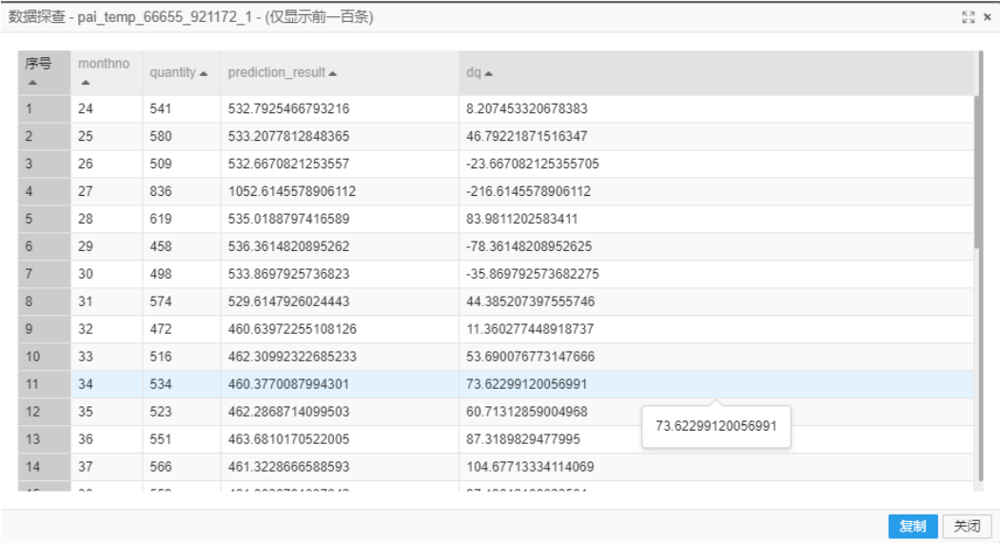 数据探查 - pai_temp_66655_921172_1 - (仅显示前一百条)
序号 monthno quantity prediction_result dq
1 24 541 532.7925466793216 8.207453320678383
2 25 580 533.2077812848365 46.79221871516347
3 26 509 532.6670821253557 -23.667082125355705
4 27 836 1052.6145578906112 -216.6145578906112
5 28 619 535.0188797416589 83.9811202583411
6 29 458 536.3614820895262 -78.36148208952625
7 30 498 533.8697925736823 -35.869792573682275
8 31 574 529.6147926024443 44.385207397555746
9 32 472 460.63972255108126 11.360277448918737
10 33 516 462.30992322685233 53.690076773147666
11 34 534 460.3770087994301 73.62299120056991
12 35 523 462.2868714099503 60.71312859004968
73.62299120056991
13 36 551 463.6810170522005 87.3189829477995
14 37 566 461.3228666588593 104.67713334114069
复制 关闭